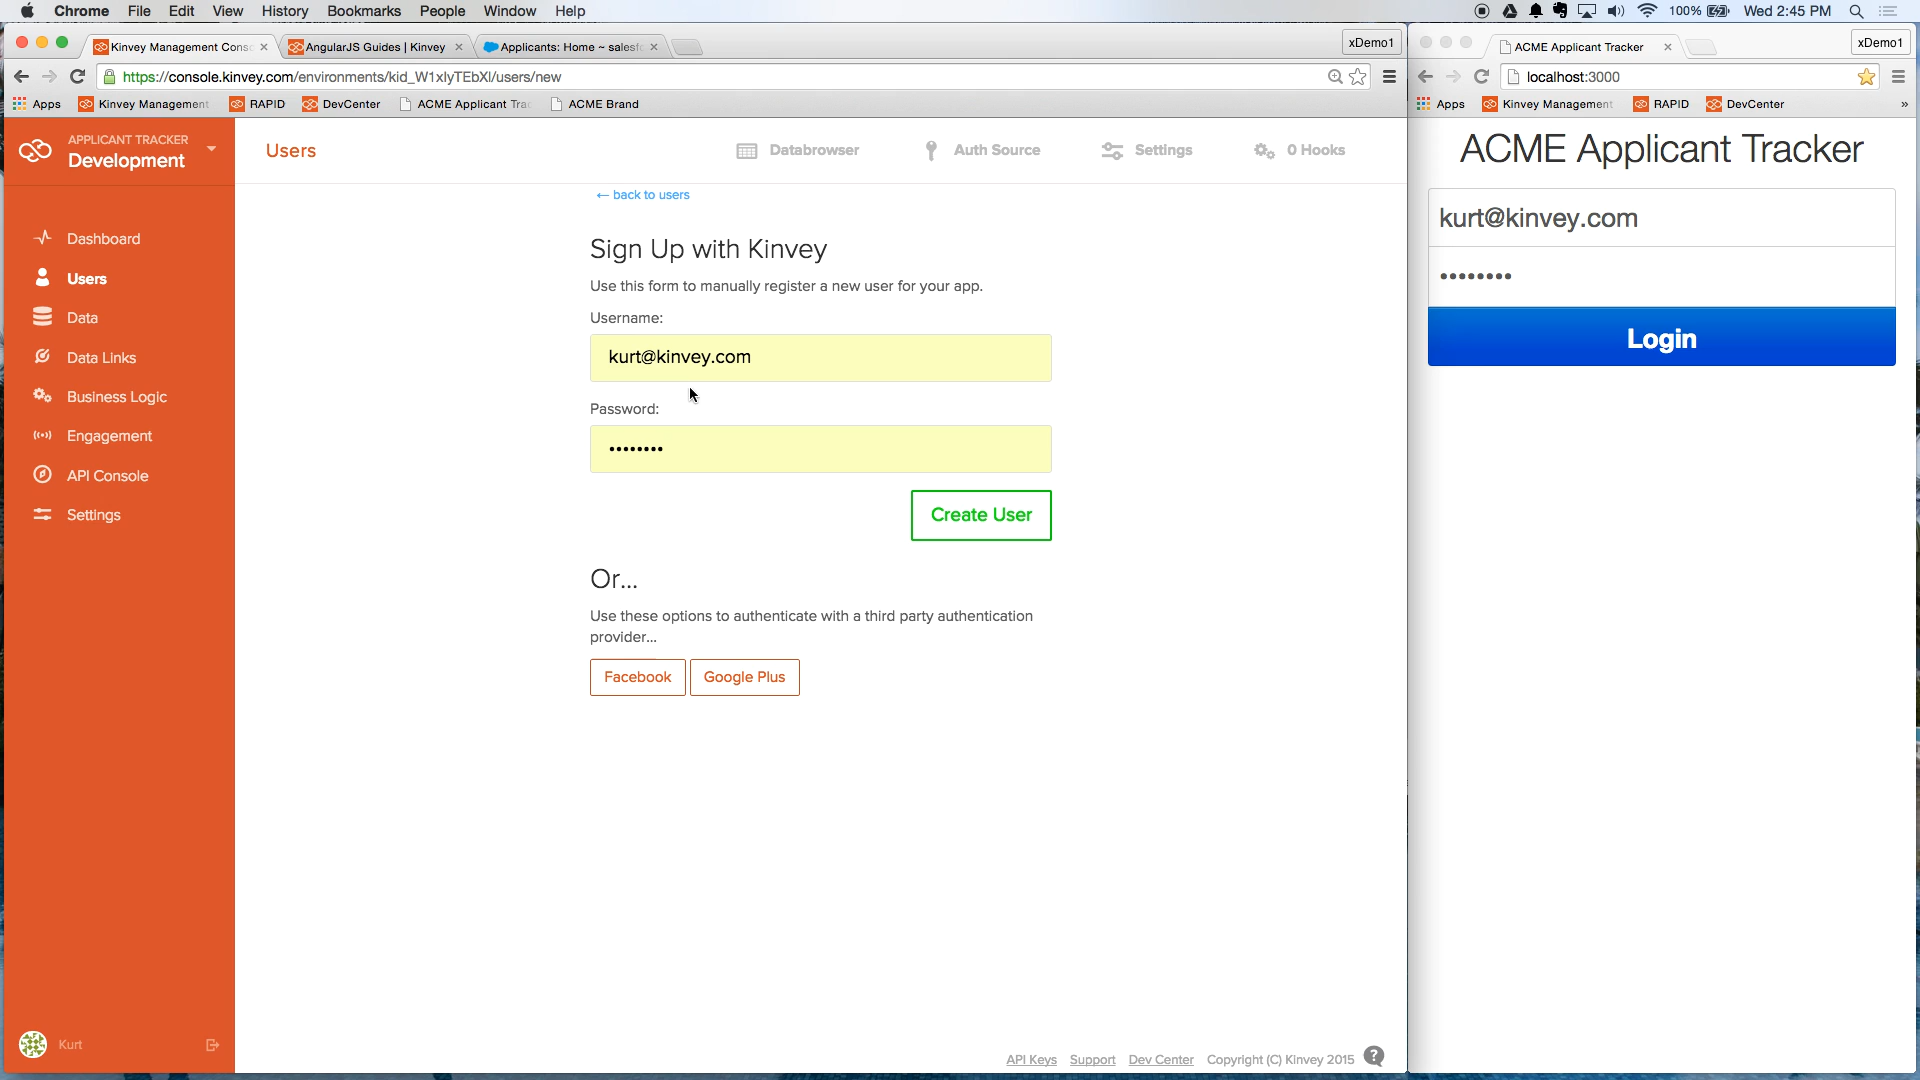 Chrome File Edit View History Bookmarks People Window Help
100% Wed 2:45 PM
Kinvey Management Cons
AngularJS Guides | Kinvey
Applicants: Home ~ salesf
xDemo1
ACME Applicant Tracker
xDemo1
https://console.kinvey.com/environments/kid_W1xlyTEbXl/users/new
localhost:3000
Apps Kinvey Management RAPID DevCenter ACME Applicant Tra ACME Brand
Apps Kinvey Management RAPID DevCenter »
APPLICANT TRACKER
Development
Dashboard
Users
Data
Data Links
Business Logic
Engagement
API Console
Settings
Kurt
Users
Databrowser
Auth Source
Settings
0 Hooks
← back to users
Sign Up with Kinvey
Use this form to manually register a new user for your app.
Username:
kurt@kinvey.com
Password:
••••••••
Create User
Or...
Use these options to authenticate with a third party authentication
provider...
Facebook
Google Plus
API Keys Support Dev Center Copyright (C) Kinvey 2015 ?
ACME Applicant Tracker
kurt@kinvey.com
••••••••
Login